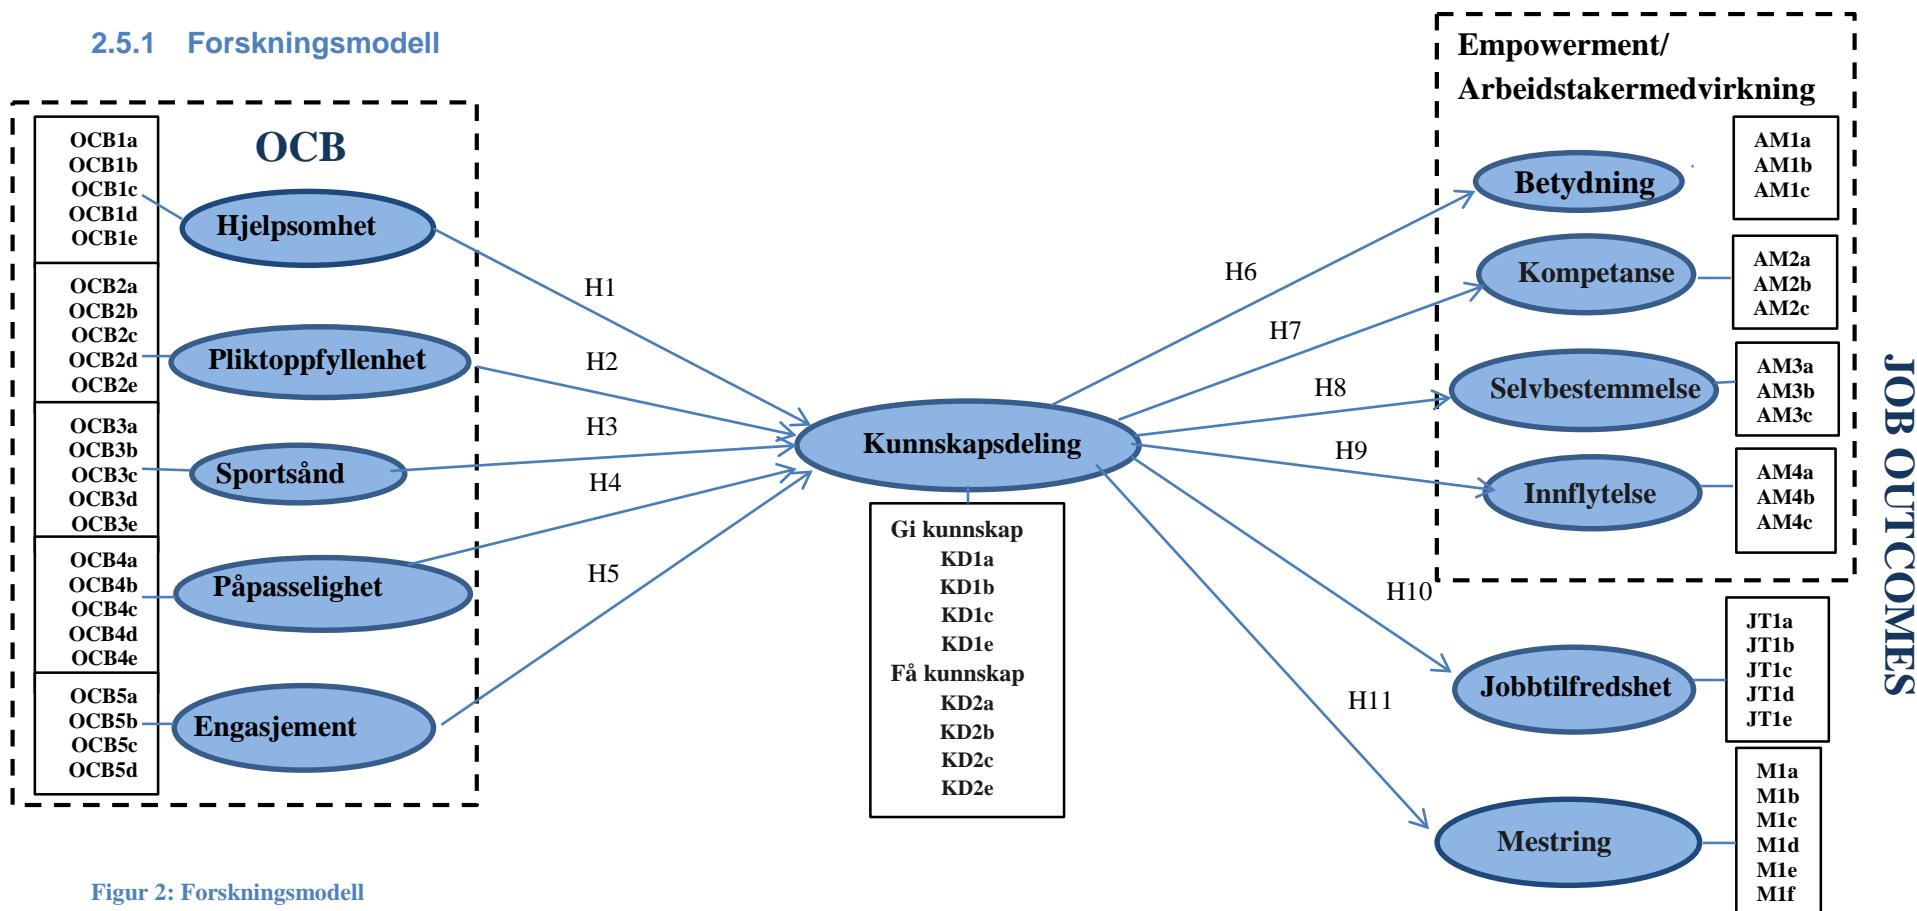 2.5.1 Forskningsmodell
OCB
OCB1a
OCB1b
OCB1c
OCB1d
OCB1e
Hjelpsomhet
OCB2a
OCB2b
OCB2c
OCB2d
OCB2e
Pliktoppfyllenhet
OCB3a
OCB3b
OCB3c
OCB3d
OCB3e
Sportsånd
OCB4a
OCB4b
OCB4c
OCB4d
OCB4e
Påpasselighet
OCB5a
OCB5b
OCB5c
OCB5d
Engasjement
H1
H2
H3
H4
H5
Kunnskapsdeling
Gi kunnskap
KD1a
KD1b
KD1c
KD1e
Få kunnskap
KD2a
KD2b
KD2c
KD2e
H6
H7
H8
H9
H10
H11
Empowerment/
Arbeidstakermedvirkning
Betydning
AM1a
AM1b
AM1c
Kompetanse
AM2a
AM2b
AM2c
Selvbestemmelse
AM3a
AM3b
AM3c
Innflytelse
AM4a
AM4b
AM4c
Jobbtilfredshet
JT1a
JT1b
JT1c
JT1d
JT1e
Mestring
M1a
M1b
M1c
M1d
M1e
M1f
JOB OUTCOMES
Figur 2: Forskningsmodell